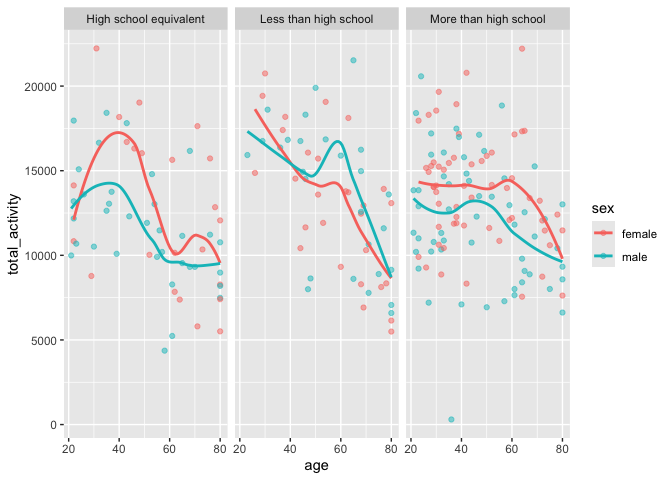 High school equivalent
Less than high school
More than high school
20000
15000
10000
5000
0
total_activity
20 40 60 80
20 40 60 80
20 40 60 80
age
sex
female
male